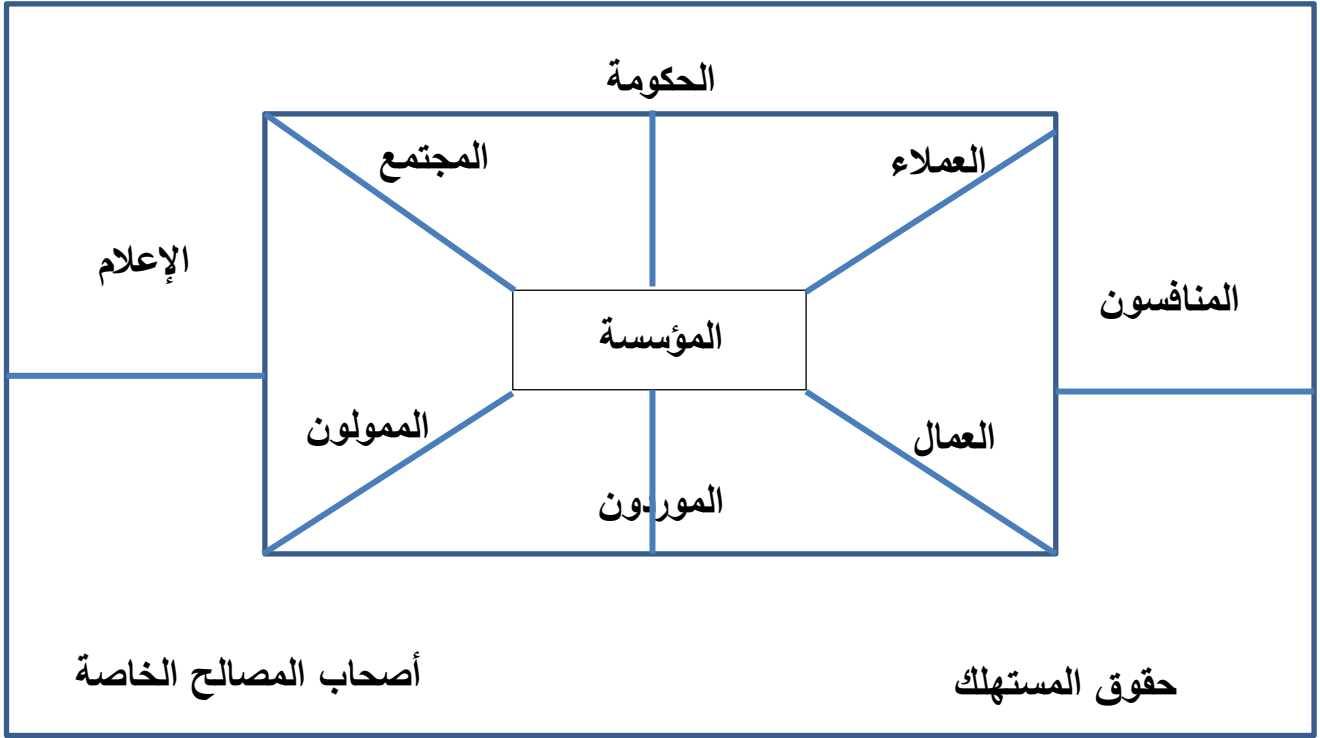 الحكومة
العملاء
المجتمع
الإعلام
المنافسون
المؤسسة
الممولون
العمال
الموردون
أصحاب المصالح الخاصة
حقوق المستهلك